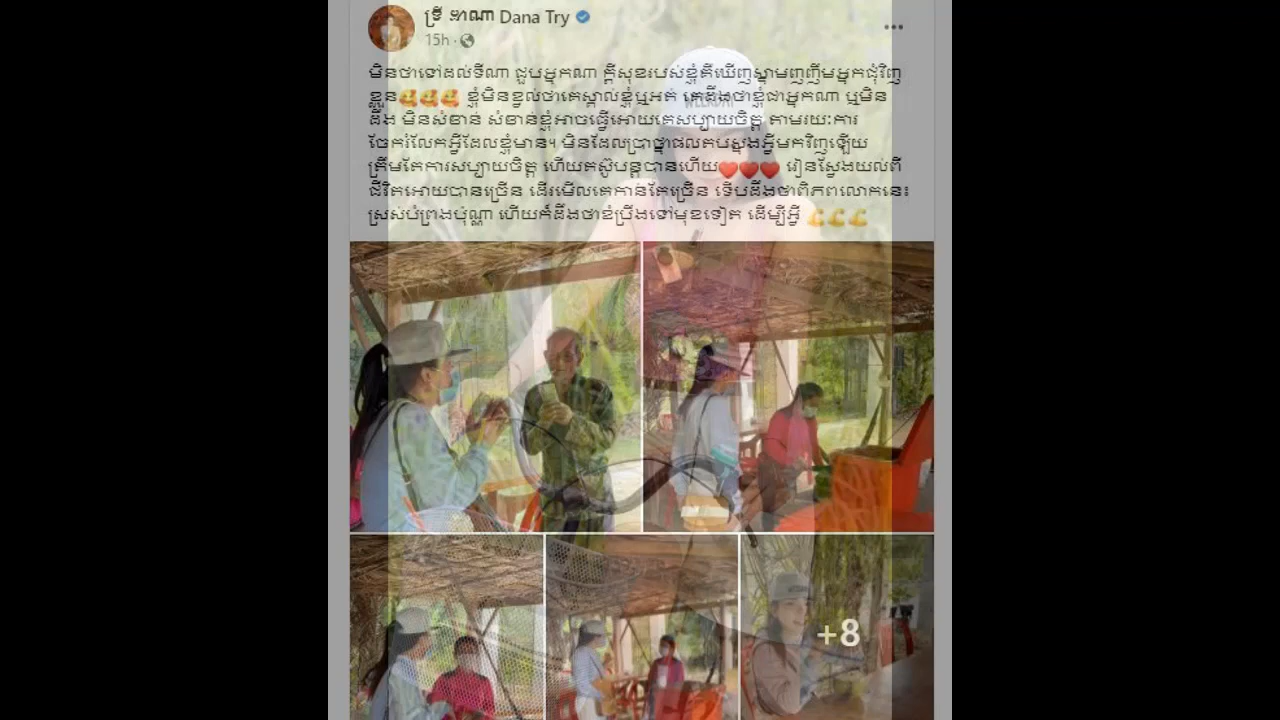 ទ្រី ដាណា Dana Try
15h
មិនថាទៅដល់ទីណា ជួបអ្នកណា ក្ដីសុខរបស់ខ្ញុំគឺឃើញស្នាមញញឹមអ្នកជុំវិញ
ខ្លួន🥰🥰🥰 ខ្ញុំមិនខ្វល់ថាគេស្គាល់ខ្ញុំឬអត់ គេដឹងថាខ្ញុំជាអ្នកណា ឬមិន
ដឹង មិនសំខាន់ សំខាន់ខ្ញុំអាចធ្វើអោយគេសប្បាយចិត្ត តាមរយៈការ
ចែករំលែកអ្វីដែលខ្ញុំមាន។ មិនដែលប្រាថ្នាផលតបស្នងអ្វីមកវិញឡើយ
ត្រឹមតែការសប្បាយចិត្ត ហើយតស៊ូបន្តបានហើយ❤️❤️❤️ រៀនស្វែងយល់ពី
ជីវិតអោយបានច្រើន ដើរមើលគេកាន់តែច្រើន ទើបដឹងថាពិភពលោកនេះ
ស្រស់បំព្រងប៉ុណ្ណា ហើយក៏ដឹងថាខំប្រឹងទៅមុខទៀត ដើម្បីអ្វី 💪💪💪
+8